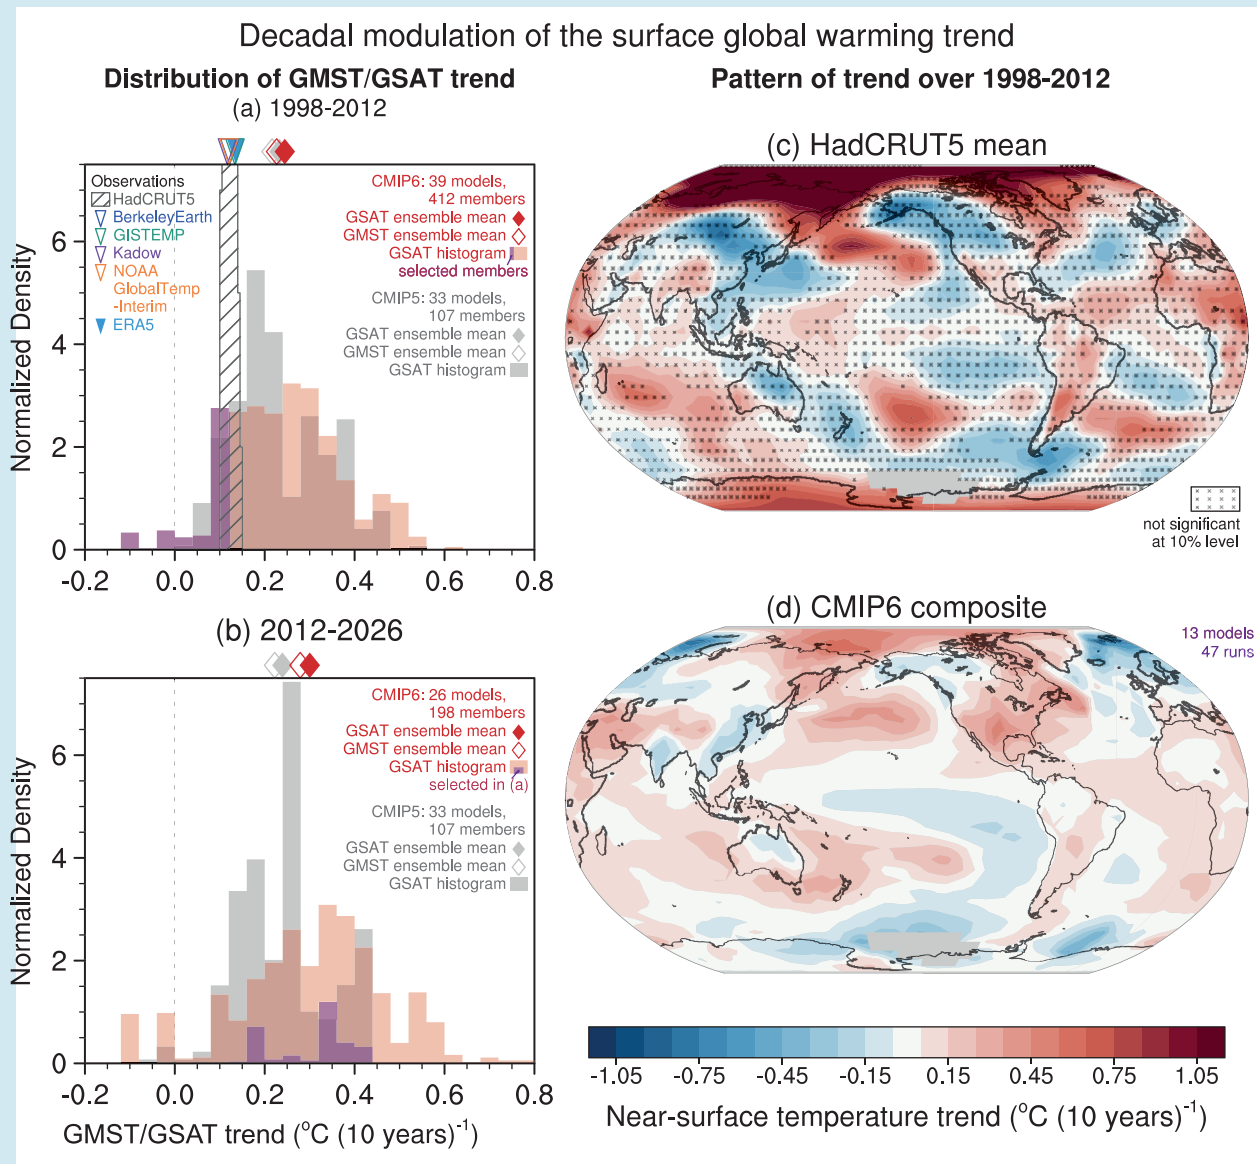 Decadal modulation of the surface global warming trend
Distribution of GMST/GSAT trend
(a) 1998-2012
Normalized Density
Observations
HadCRUT5
BerkeleyEarth
GISTEMP
Kadow
NOAA
GlobalTemp
-Interim
ERA5
CMIP6: 39 models,
412 members
GSAT ensemble mean
GMST ensemble mean
GSAT histogram
selected members
CMIP5: 33 models,
107 members
GSAT ensemble mean
GMST ensemble mean
GSAT histogram
6
4
2
0
-0.2 0.0 0.2 0.4 0.6 0.8
(b) 2012-2026
Normalized Density
CMIP6: 26 models,
198 members
GSAT ensemble mean
GMST ensemble mean
GSAT histogram
selected in (a)
CMIP5: 33 models,
107 members
GSAT ensemble mean
GMST ensemble mean
GSAT histogram
6
4
2
0
-0.2 0.0 0.2 0.4 0.6 0.8
GMST/GSAT trend (°C (10 years)⁻¹)
Pattern of trend over 1998-2012
(c) HadCRUT5 mean
not significant
at 10% level
(d) CMIP6 composite
13 models
47 runs
-1.05 -0.75 -0.45 -0.15 0.15 0.45 0.75 1.05
Near-surface temperature trend (°C (10 years)⁻¹)